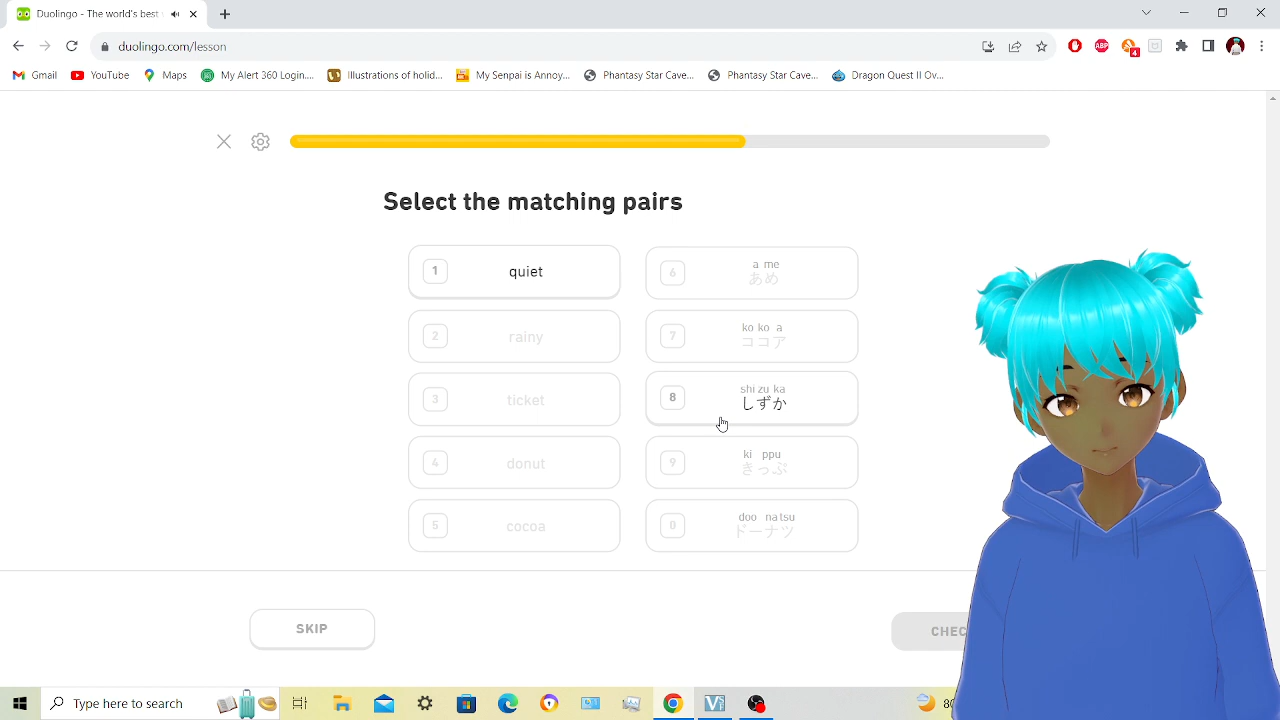 Duolingo - The world's best
duolingo.com/lesson
ABP
4
Gmail
YouTube
Maps
My Alert 360 Login....
Illustrations of holid...
My Senpai is Annoy...
Phantasy Star Cave...
Phantasy Star Cave...
Dragon Quest II Ov...
Select the matching pairs
1 quiet
a me
6 あめ
2 rainy
ko ko a
7 ココア
3 ticket
shi zu ka
8 しずか
4 donut
ki ppu
9 きっぷ
5 cocoa
doo na tsu
0 ドーナツ
SKIP
CHEC
Type here to search
80